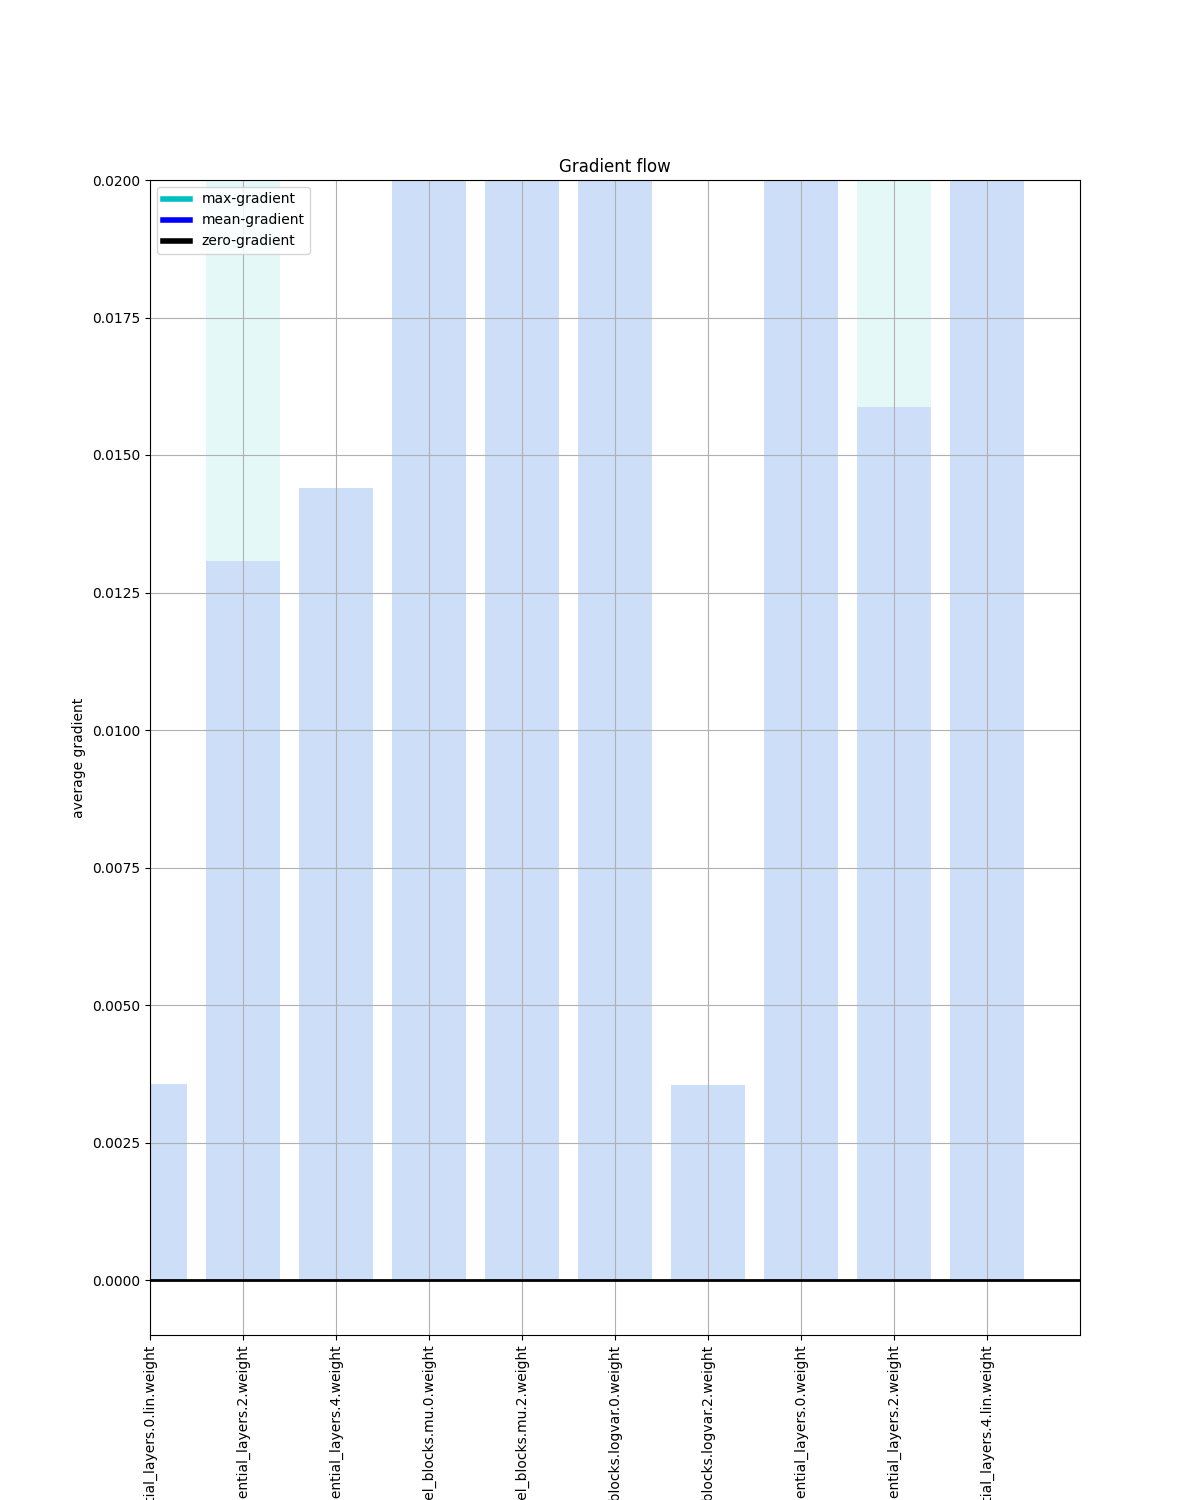 Gradient flow
max-gradient
mean-gradient
zero-gradient
average gradient
0.0200
0.0175
0.0150
0.0125
0.0100
0.0075
0.0050
0.0025
0.0000
tial_layers.0.lin.weight
ential_layers.2.weight
ential_layers.4.weight
el_blocks.mu.0.weight
el_blocks.mu.2.weight
blocks.logvar.0.weight
blocks.logvar.2.weight
ential_layers.0.weight
ential_layers.2.weight
tial_layers.4.lin.weight